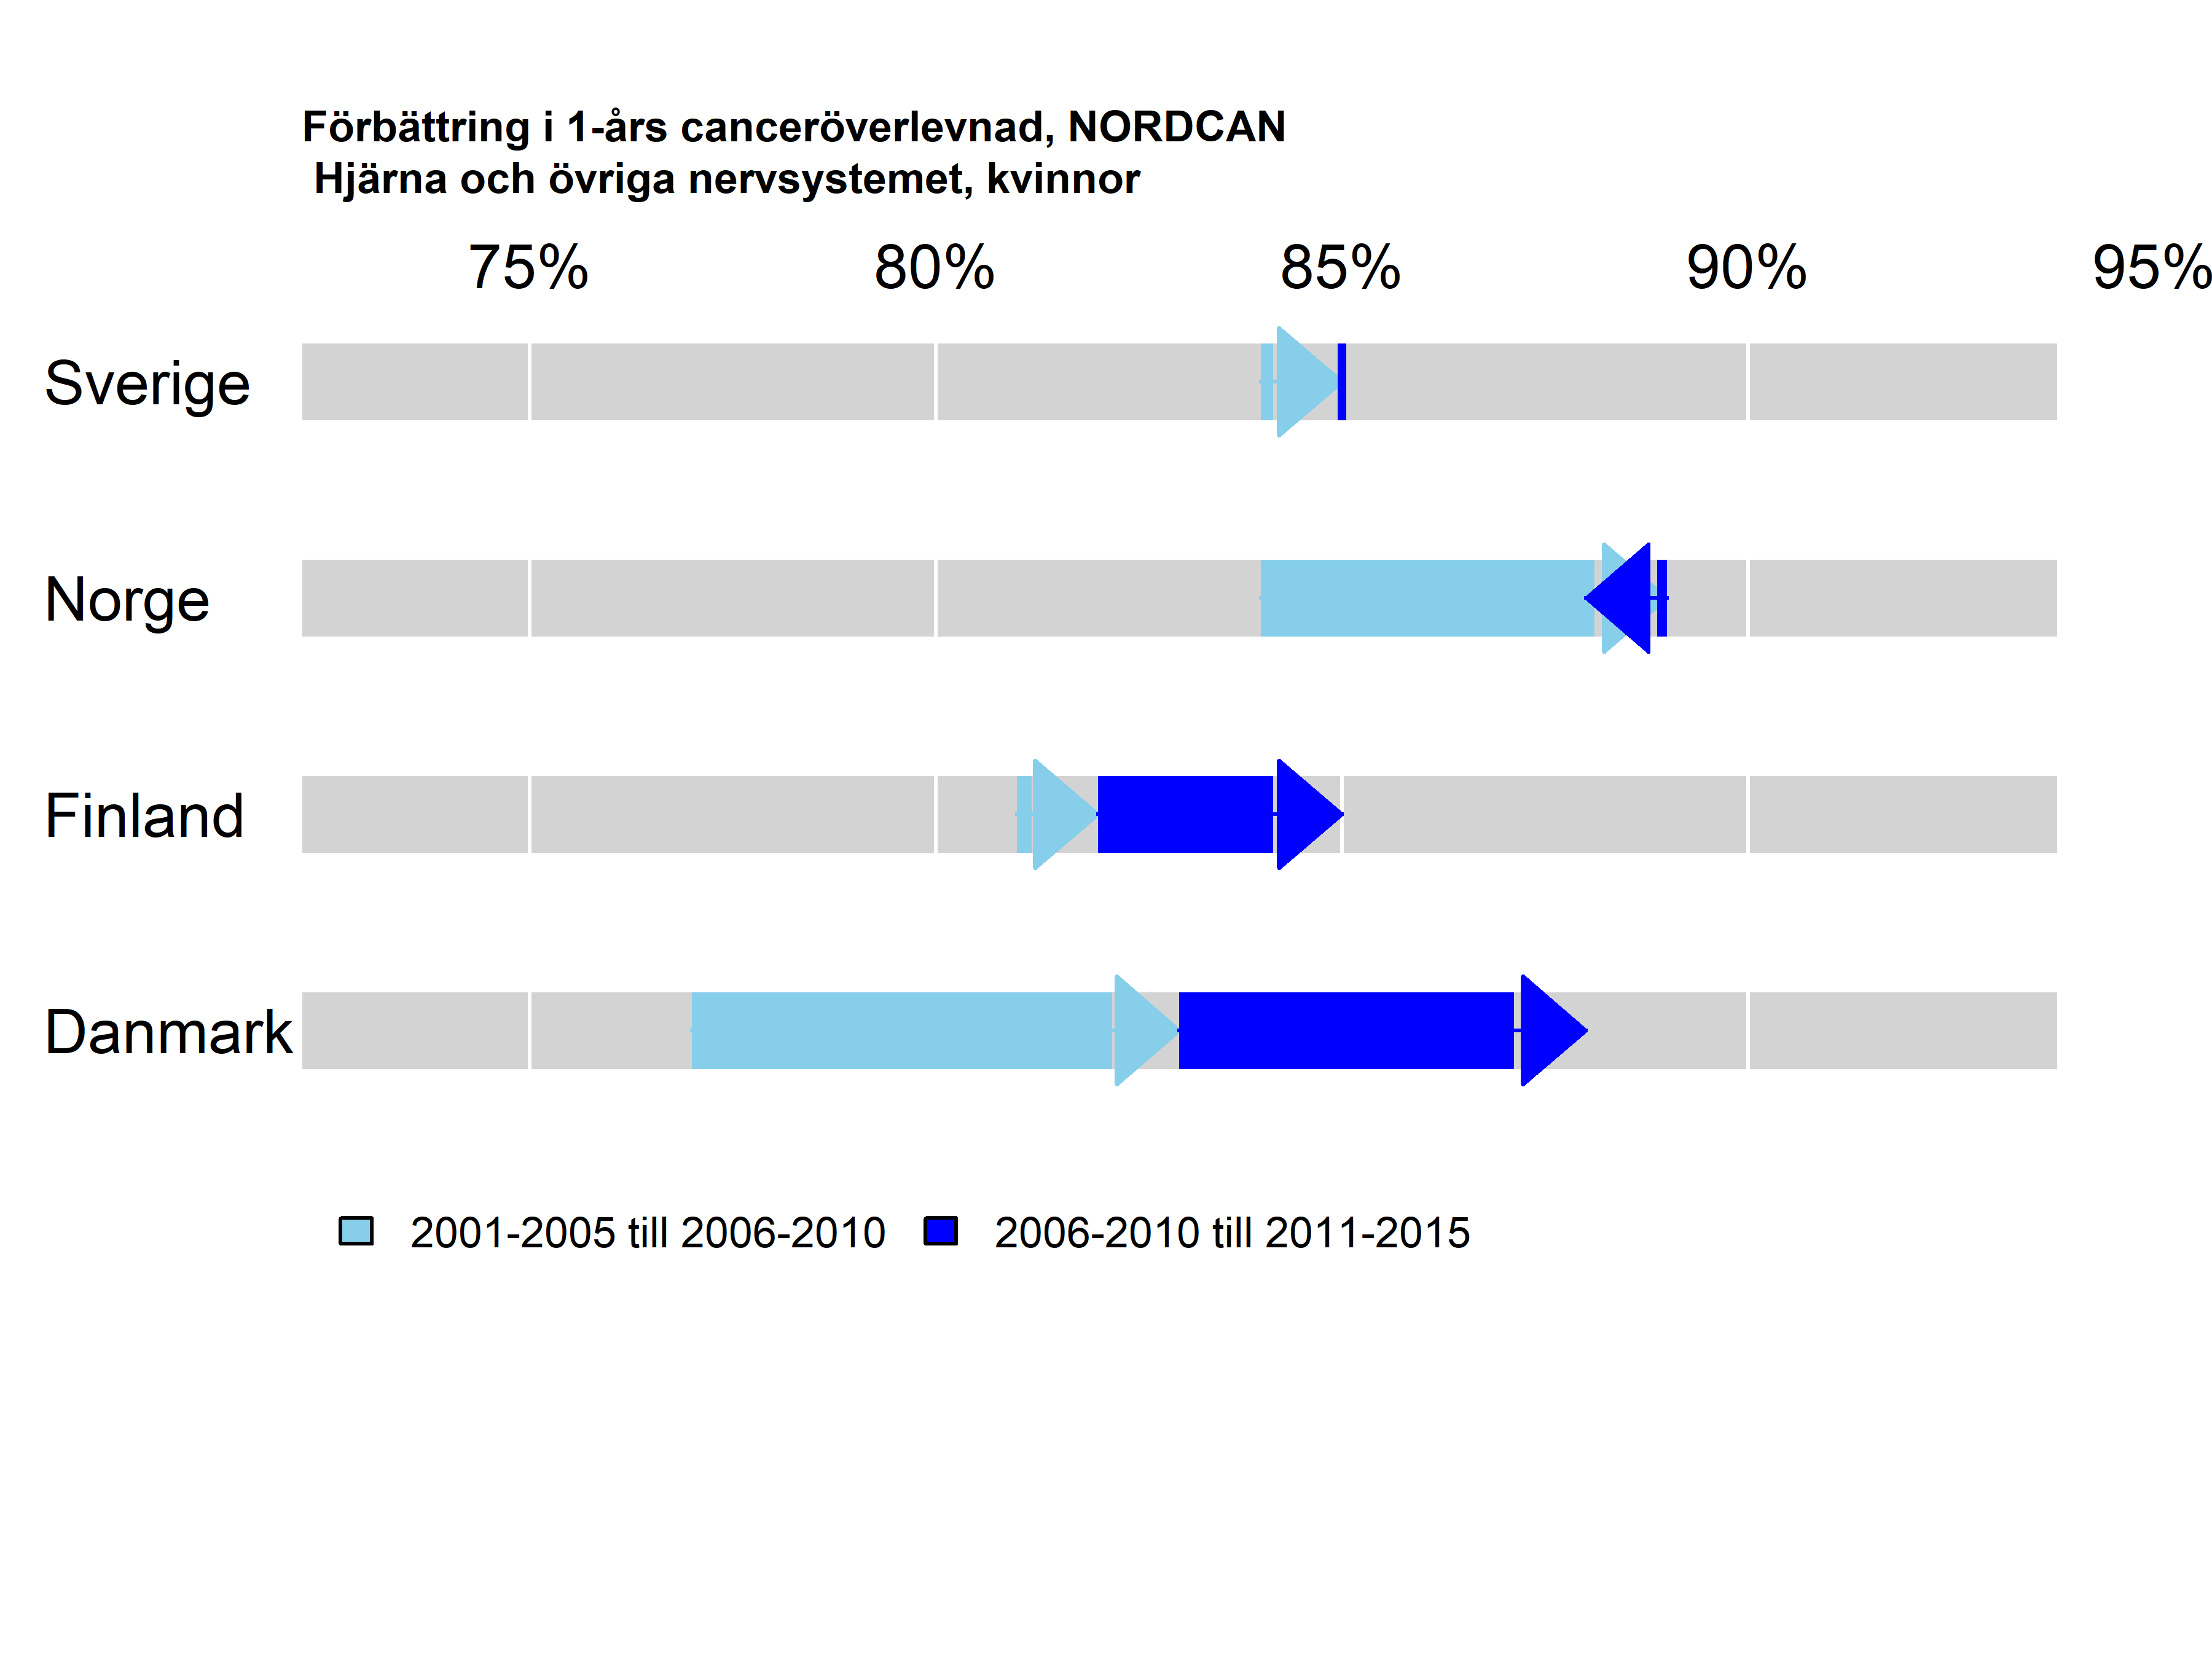 Förbättring i 1-års canceröverlevnad, NORDCAN
Hjärna och övriga nervsystemet, kvinnor
75% 80% 85% 90% 95%
Sverige
Norge
Finland
Danmark
2001-2005 till 2006-2010 2006-2010 till 2011-2015